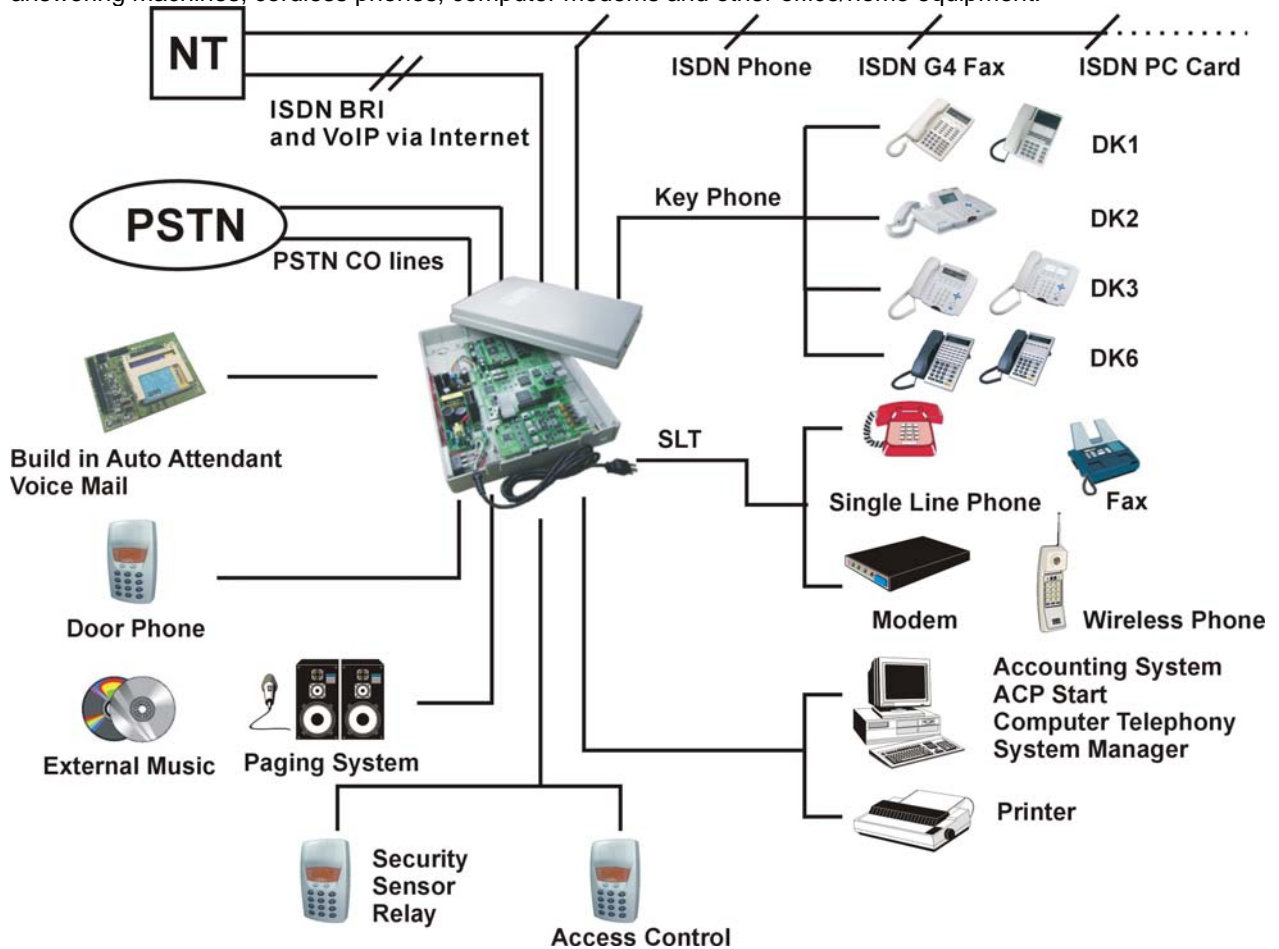 answering machines, cordless phones, computer modems and other office/home equipment.
NT
ISDN Phone
ISDN G4 Fax
ISDN PC Card
ISDN BRI
and VoIP via Internet
DK1
Key Phone
PSTN
DK2
PSTN CO lines
DK3
DK6
SLT
Build in Auto Attendant
Voice Mail
Single Line Phone
Fax
Door Phone
Modem
Wireless Phone
Accounting System
ACP Start
Computer Telephony
System Manager
External Music
Paging System
Printer
Security
Sensor
Relay
Access Control